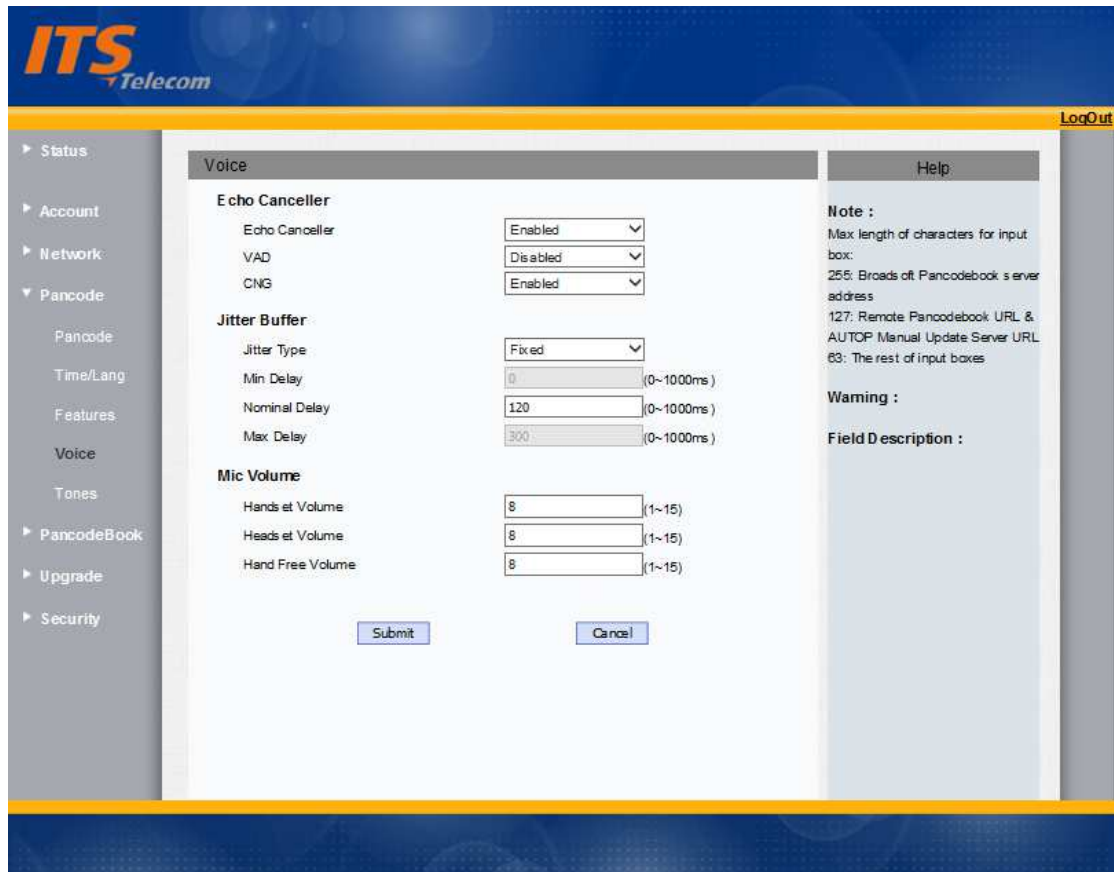 ITS
Telecom
LogOut
Status
Account
Network
Pancode
Pancode
Time/Lang
Features
Voice
Tones
PancodeBook
Upgrade
Security
Voice
Echo Canceller
Echo Canceller Enabled
VAD Disabled
CNG Enabled
Jitter Buffer
Jitter Type Fixed
Min Delay 0 (0~1000ms)
Nominal Delay 120 (0~1000ms)
Max Delay 300 (0~1000ms)
Mic Volume
Handset Volume 8 (1~15)
Headset Volume 8 (1~15)
Hand Free Volume 8 (1~15)
Submit Cancel
Help
Note :
Max length of characters for input
box:
255: Broadsoft Pancodebook server
address
127: Remote Pancodebook URL &
AUTOP Manual Update Server URL
63: The rest of input boxes
Warning :
Field Description :